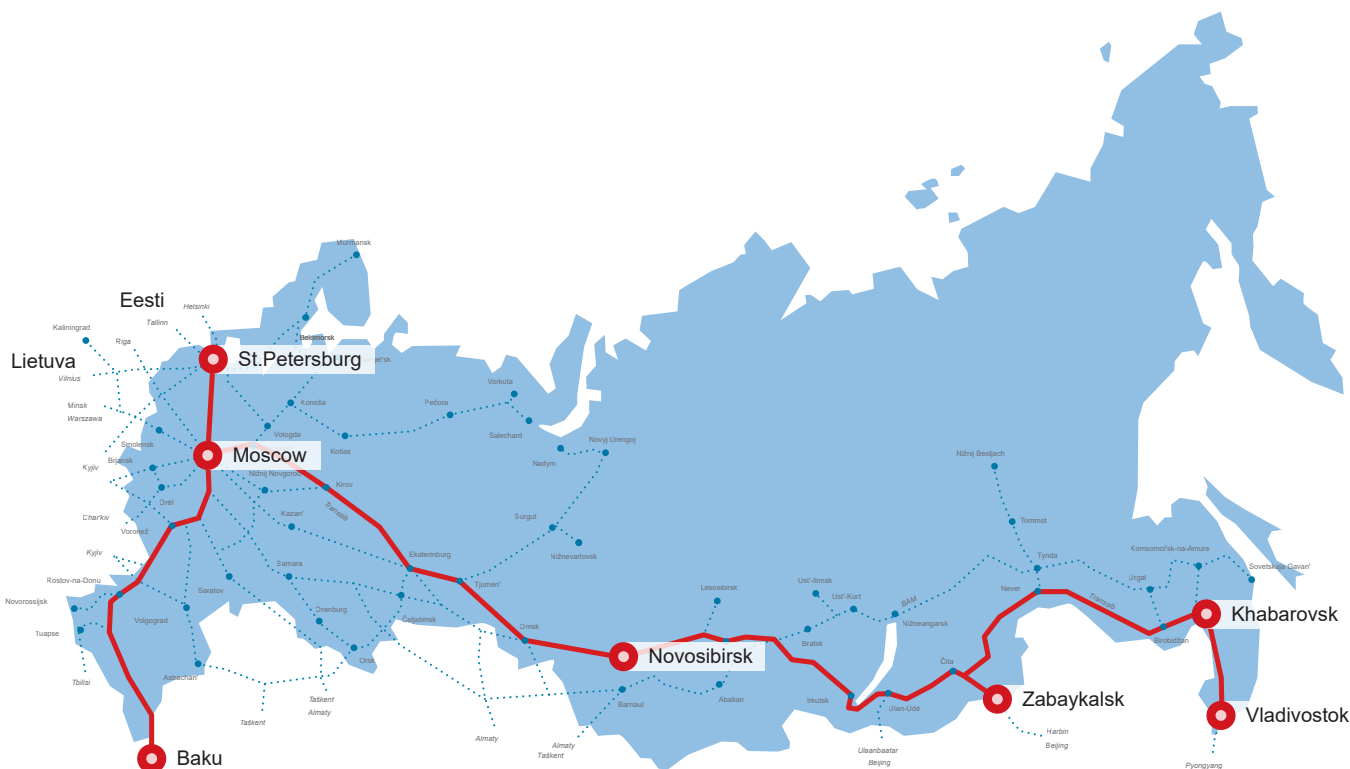 Murmansk
Eesti
Helsinki
Tallinn
Kaliningrad
Riga
Belomorsk
Lietuva
St.Petersburg
Vilnius
Vorkuta
Minsk
Warszawa
Konoša
Pečora
Smolensk
Vologda
Salechard
Novyj Urengoj
Moscow
Kotlas
Nadym
Brjansk
Kyjiv
Nižnij Novgorod
Kirov
Nižnij Bestjach
Orël
Transsib
Char'kiv
Kazan'
Surgut
Tommot
Voronež
Kyjiv
Ekaterinburg
Nižnevartovsk
Tynda
Komsomol'sk-na-Amure
Samara
Rostov-na-Donu
Tjumen'
Lesosibirsk
Ust'-Ilimsk
Ust'-Kurt
BAM
Never
Transsib
Urgal
Sovetskaja Gavan'
Saratov
Novorossijsk
Orenburg
Čeljabinsk
Omsk
Nižneangarsk
Khabarovsk
Volgograd
Tuapse
Bratsk
Birobidžan
Orsk
Novosibirsk
Čita
Astrachan'
Tbilisi
Barnaul
Abakan
Irkutsk
Ulan-Udė
Zabaykalsk
Taškent
Almaty
Taškent
Vladivostok
Almaty
Almaty
Taškent
Harbin
Beijing
Ulaanbaatar
Beijing
Baku
Pyongyang